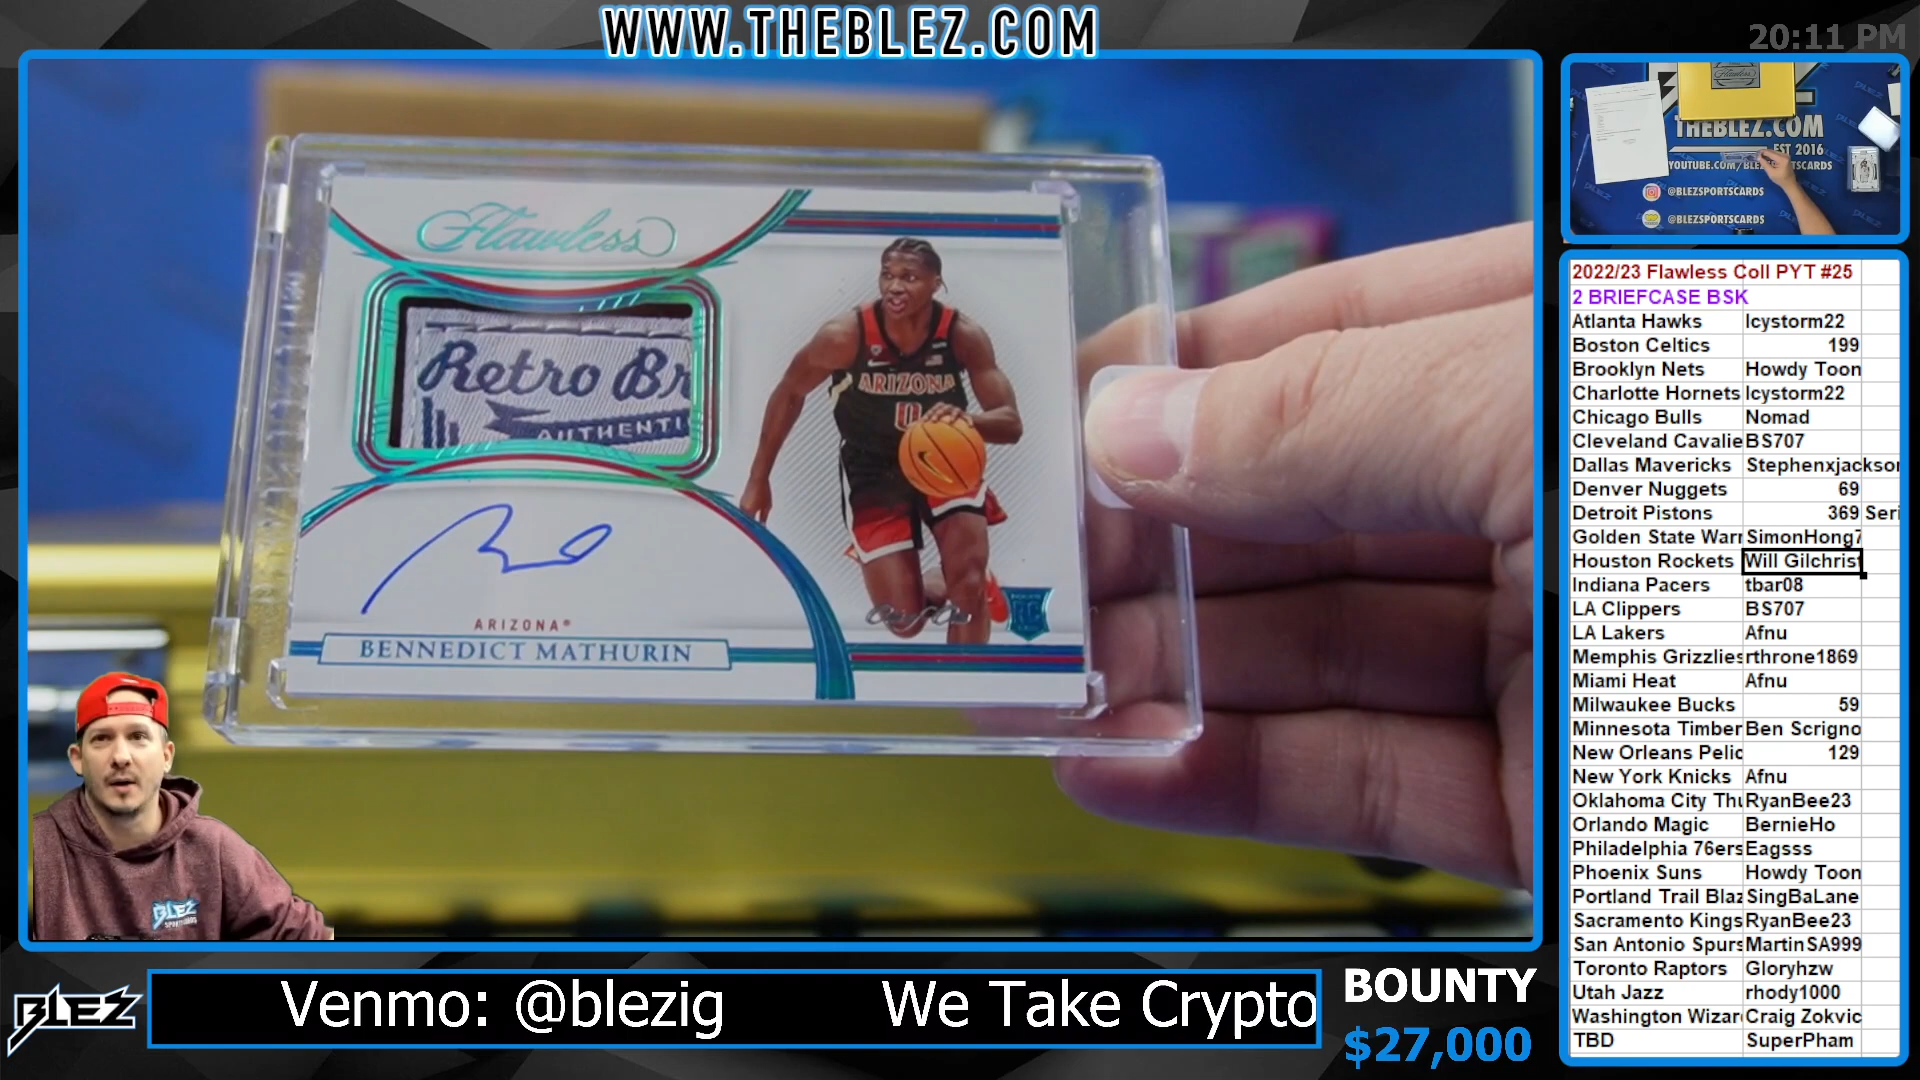 WWW.THEBLEZ.COM
20:11 PM
Flawless
Retro Br
AUTHENTI
ARIZONA
0
One/One
RC
ARIZONA®
BENNEDICT MATHURIN
BLEZ
Flawless
THEBLEZ.COM
EST 2016
@BLEZSPORTSCARDS
@BLEZSPORTSCARDS
2022/23 Flawless Coll PYT #25
2 BRIEFCASE BSK
Atlanta Hawks Icystorm22
Boston Celtics 199
Brooklyn Nets Howdy Toon
Charlotte Hornets Icystorm22
Chicago Bulls Nomad
Cleveland Cavalie BS707
Dallas Mavericks Stephenxjackson
Denver Nuggets 69
Detroit Pistons 369 Seri
Golden State Warr SimonHong7
Houston Rockets Will Gilchrist
Indiana Pacers tbar08
LA Clippers BS707
LA Lakers Afnu
Memphis Grizzlies rthrone1869
Miami Heat Afnu
Milwaukee Bucks 59
Minnesota Timber Ben Scrigno
New Orleans Pelic 129
New York Knicks Afnu
Oklahoma City Thu RyanBee23
Orlando Magic BernieHo
Philadelphia 76ers Eagsss
Phoenix Suns Howdy Toon
Portland Trail Blaz SingBaLane
Sacramento Kings RyanBee23
San Antonio Spurs MartinSA999
Toronto Raptors Gloryhzw
Utah Jazz rhody1000
Washington Wizar Craig Zokvic
TBD SuperPham
BLEZ
Venmo: @blezig We Take Crypto
BOUNTY
$27,000